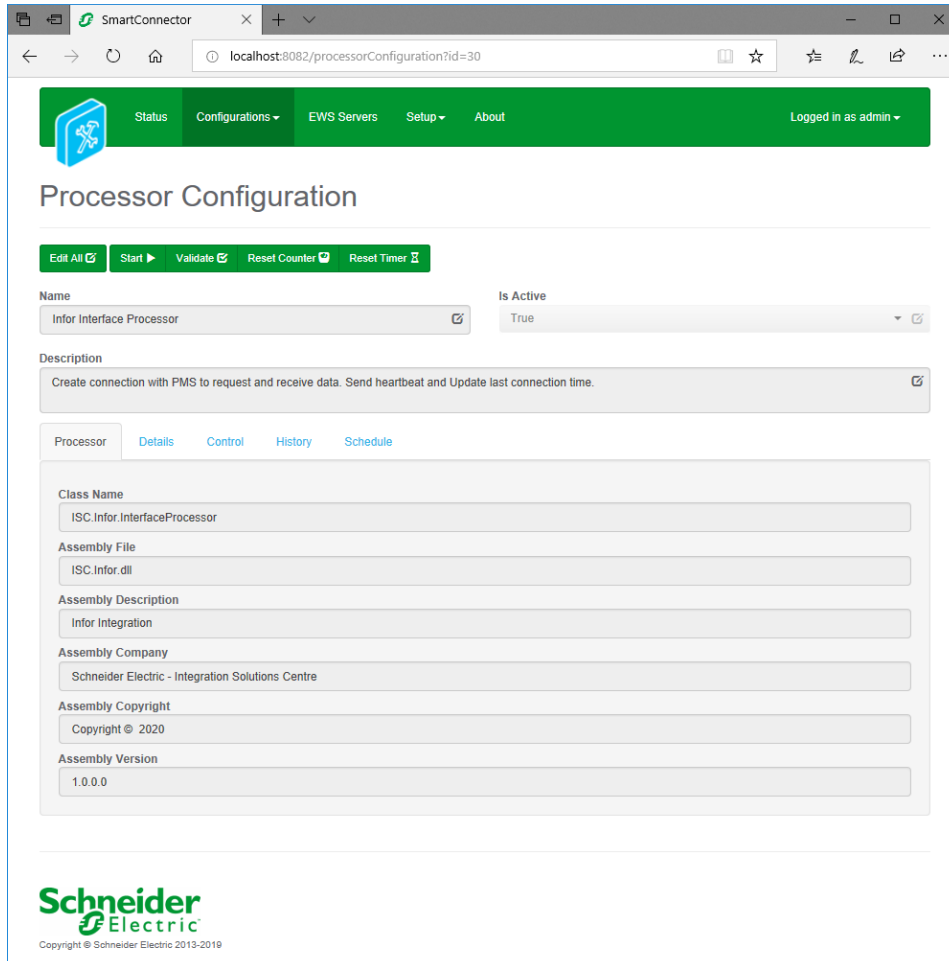 SmartConnector
localhost:8082/processorConfiguration?id=30
Status Configurations EWS Servers Setup About Logged in as admin
Processor Configuration
Edit All Start Validate Reset Counter Reset Timer
Name Is Active
Infor Interface Processor True
Description
Create connection with PMS to request and receive data. Send heartbeat and Update last connection time.
Processor Details Control History Schedule
Class Name
ISC.Infor.InterfaceProcessor
Assembly File
ISC.Infor.dll
Assembly Description
Infor Integration
Assembly Company
Schneider Electric - Integration Solutions Centre
Assembly Copyright
Copyright © 2020
Assembly Version
1.0.0.0
Schneider
Electric
Copyright © Schneider Electric 2013-2019